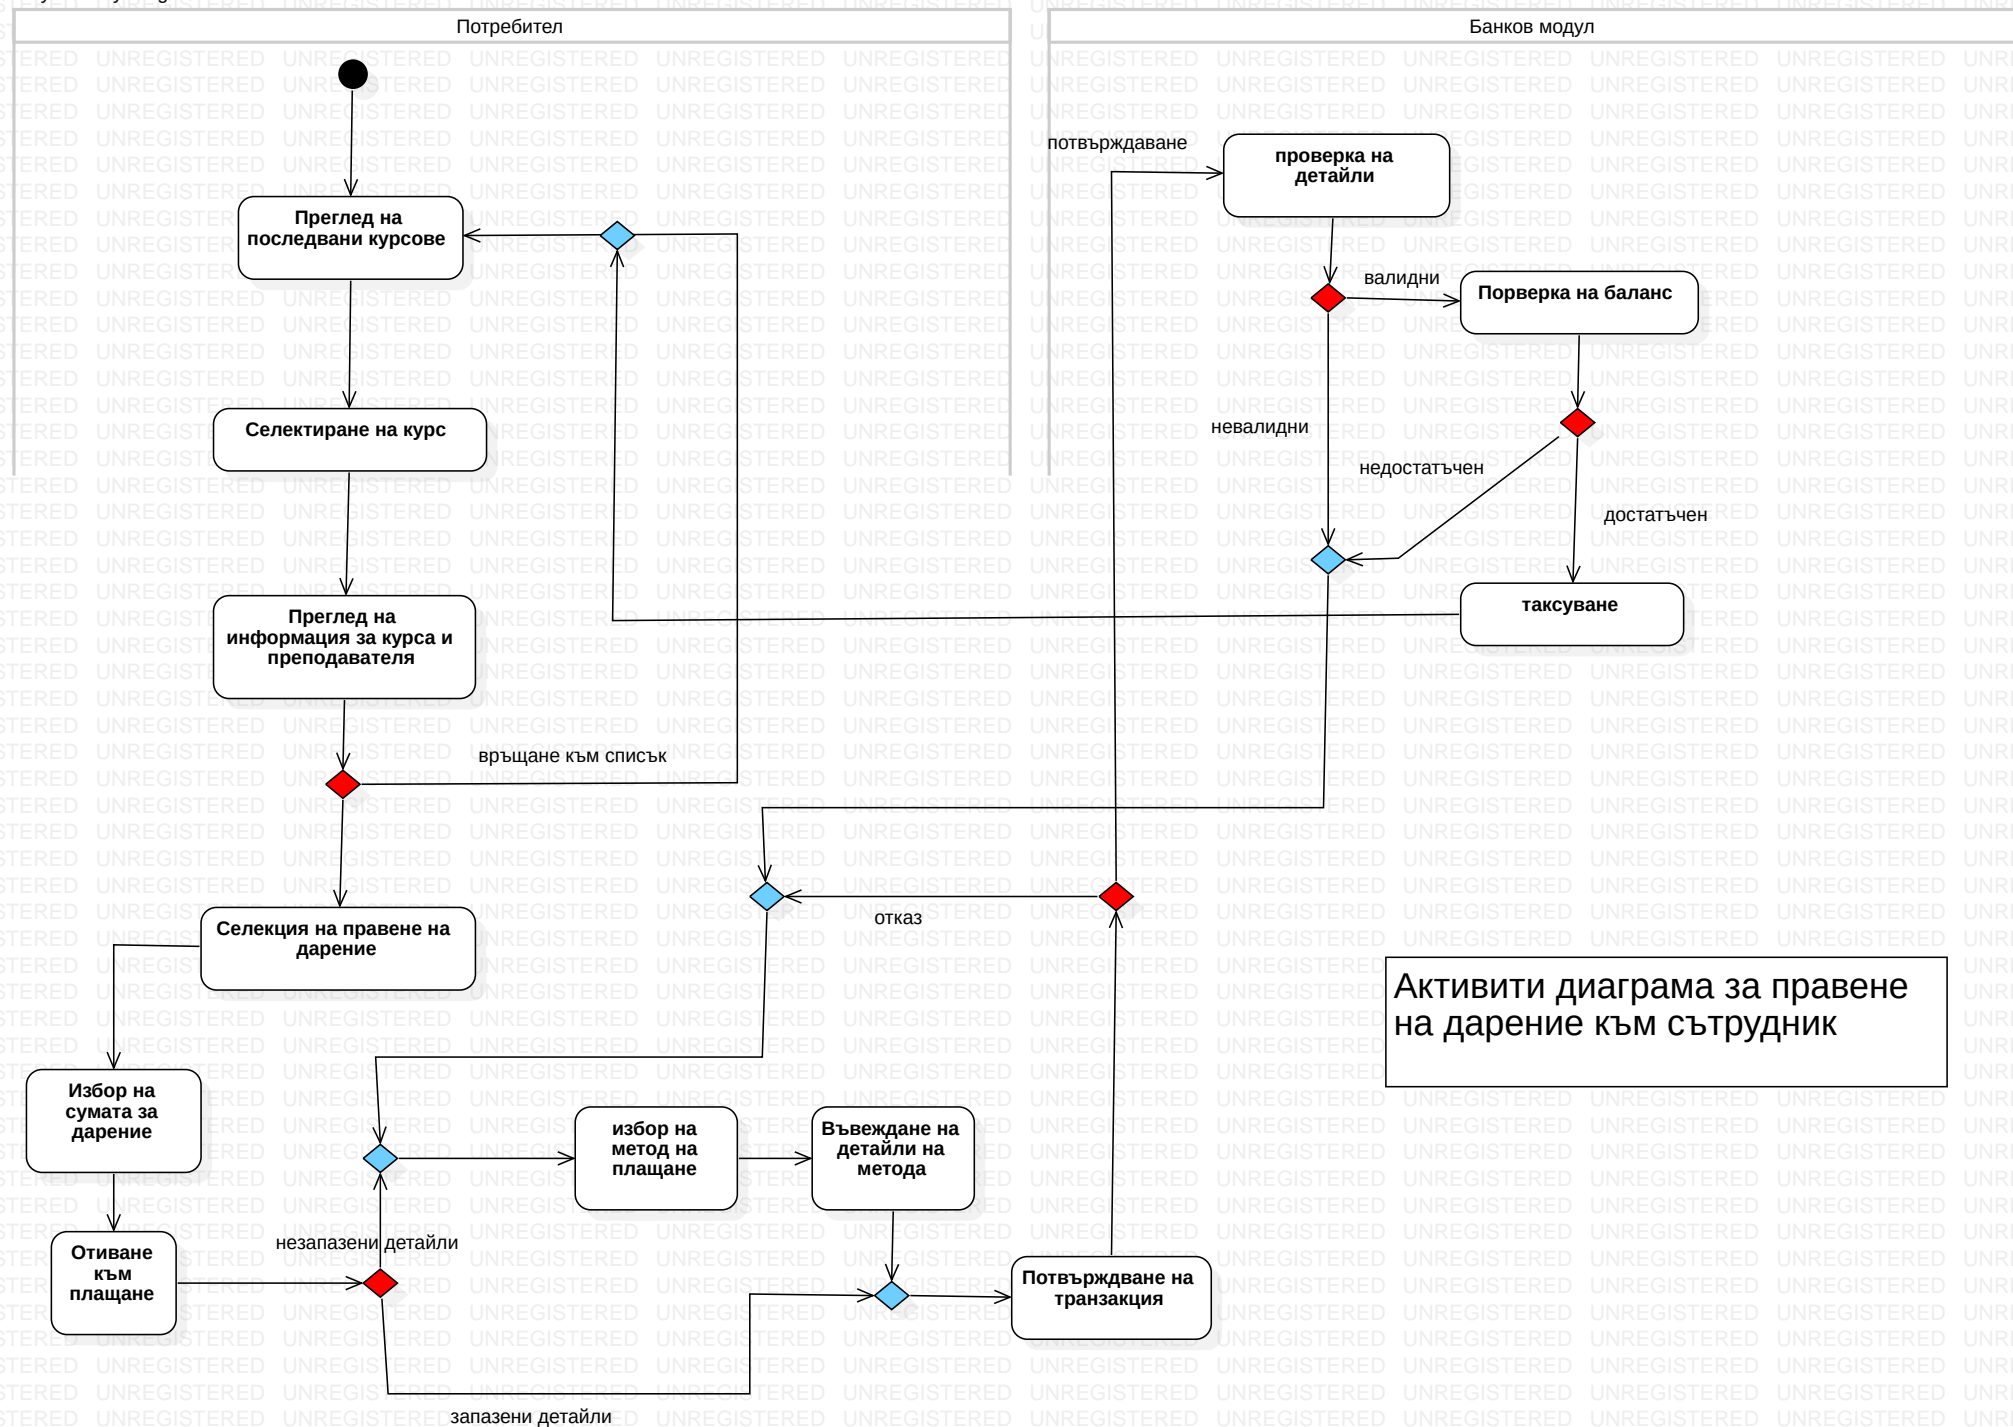 Потребител
Банков модул
потвърждаване
проверка на
детайли
Преглед на
последвани курсове
валидни
Порверка на баланс
Селектиране на курс
невалидни
недостатъчен
достатъчен
таксуване
Преглед на
информация за курса и
преподавателя
връщане към списък
Селекция на правене на
дарение
отказ
Активити диаграма за правене
на дарение към сътрудник
Избор на
сумата за
дарение
избор на
метод на
плащане
Въвеждане на
детайли на
метода
Отиване
към
плащане
незапазени детайли
Потвърждване на
транзакция
запазени детайли
UNREGISTERED